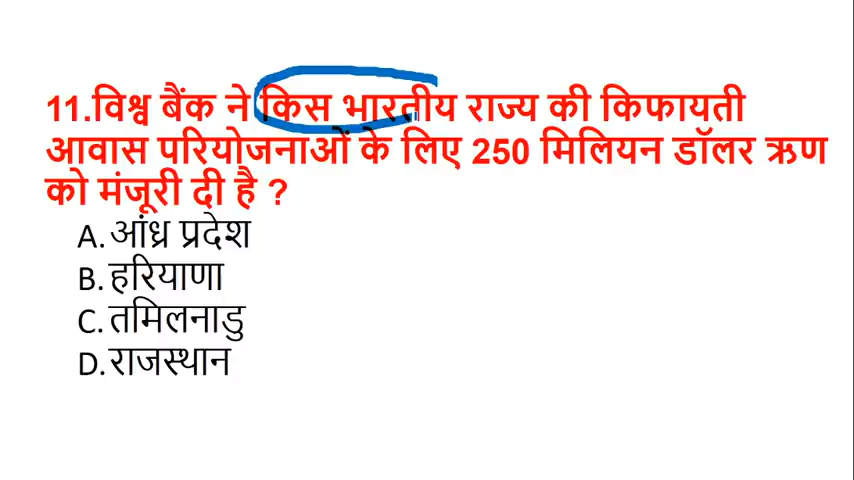 11.विश्व बैंक ने किस भारतीय राज्य की किफायती
आवास परियोजनाओं के लिए 250 मिलियन डॉलर ऋण
को मंजूरी दी है ?
A. आंध्र प्रदेश
B. हरियाणा
C. तमिलनाडु
D. राजस्थान